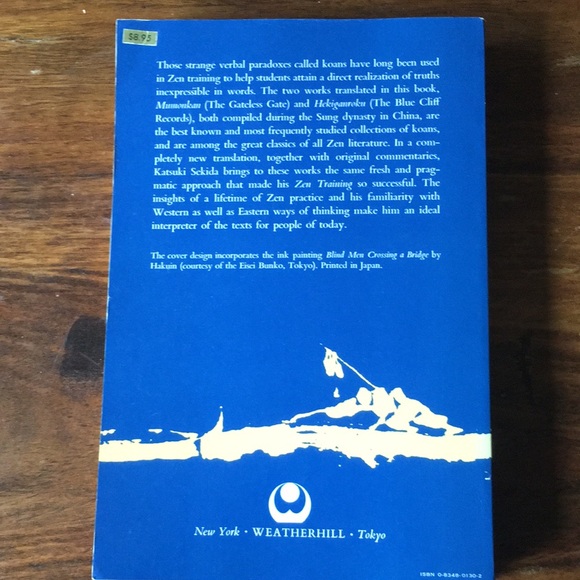 $8.95
Those strange verbal paradoxes called koans have long been used
in Zen training to help students attain a direct realization of truths
inexpressible in words. The two works translated in this book,
Mumonkan (The Gateless Gate) and Hekiganroku (The Blue Cliff
Records), both compiled during the Sung dynasty in China, are
the best known and most frequently studied collections of koans,
and are among the great classics of all Zen literature. In a com-
pletely new translation, together with original commentaries,
Katsuki Sekida brings to these works the same fresh and prag-
matic approach that made his Zen Training so successful. The
insights of a lifetime of Zen practice and his familiarity with
Western as well as Eastern ways of thinking make him an ideal
interpreter of the texts for people of today.
The cover design incorporates the ink painting Blind Men Crossing a Bridge by
Hakuin (courtesy of the Eisei Bunko, Tokyo). Printed in Japan.
New York · WEATHERHILL · Tokyo
ISBN 0-8348-0130-2